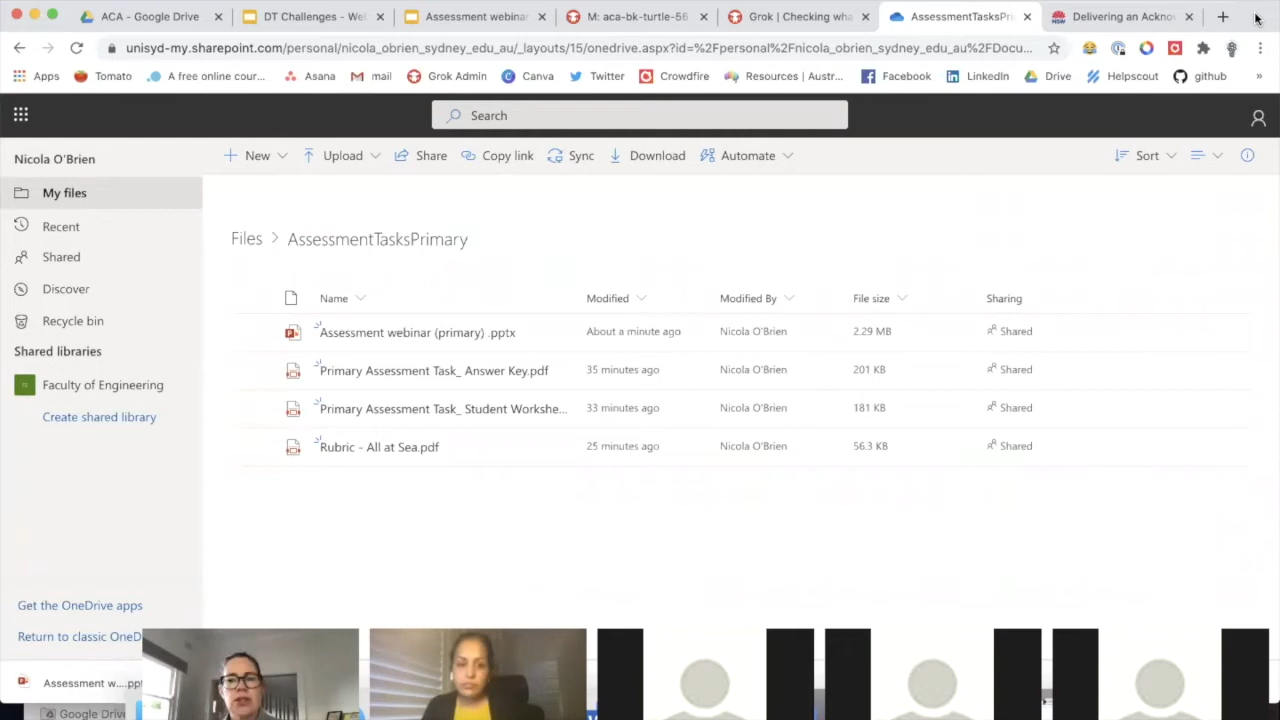 ACA - Google Drive
DT Challenges - Wel
Assessment webinar
M: aca-bk-turtle-56
Grok | Checking wha
AssessmentTasksPri
Delivering an Ackno
unisyd-my.sharepoint.com/personal/nicola_obrien_sydney_edu_au/_layouts/15/onedrive.aspx?id=%2Fpersonal%2Fnicola_obrien_sydney_edu_au%2FDocu...
Apps
Tomato
A free online cour...
Asana
mail
Grok Admin
Canva
Twitter
Crowdfire
Resources | Austr...
Facebook
LinkedIn
Drive
Helpscout
github
»
Search
Nicola O'Brien
New
Upload
Share
Copy link
Sync
Download
Automate
Sort
My files
Recent
Shared
Discover
Recycle bin
Shared libraries
Faculty of Engineering
Create shared library
Files > AssessmentTasksPrimary
Name Modified Modified By File size Sharing
Assessment webinar (primary) .pptx About a minute ago Nicola O'Brien 2.29 MB Shared
Primary Assessment Task_ Answer Key.pdf 35 minutes ago Nicola O'Brien 201 KB Shared
Primary Assessment Task_ Student Workshe... 33 minutes ago Nicola O'Brien 181 KB Shared
Rubric - All at Sea.pdf 25 minutes ago Nicola O'Brien 56.3 KB Shared
Get the OneDrive apps
Return to classic OneD
Assessment w....ppt
Google Drive